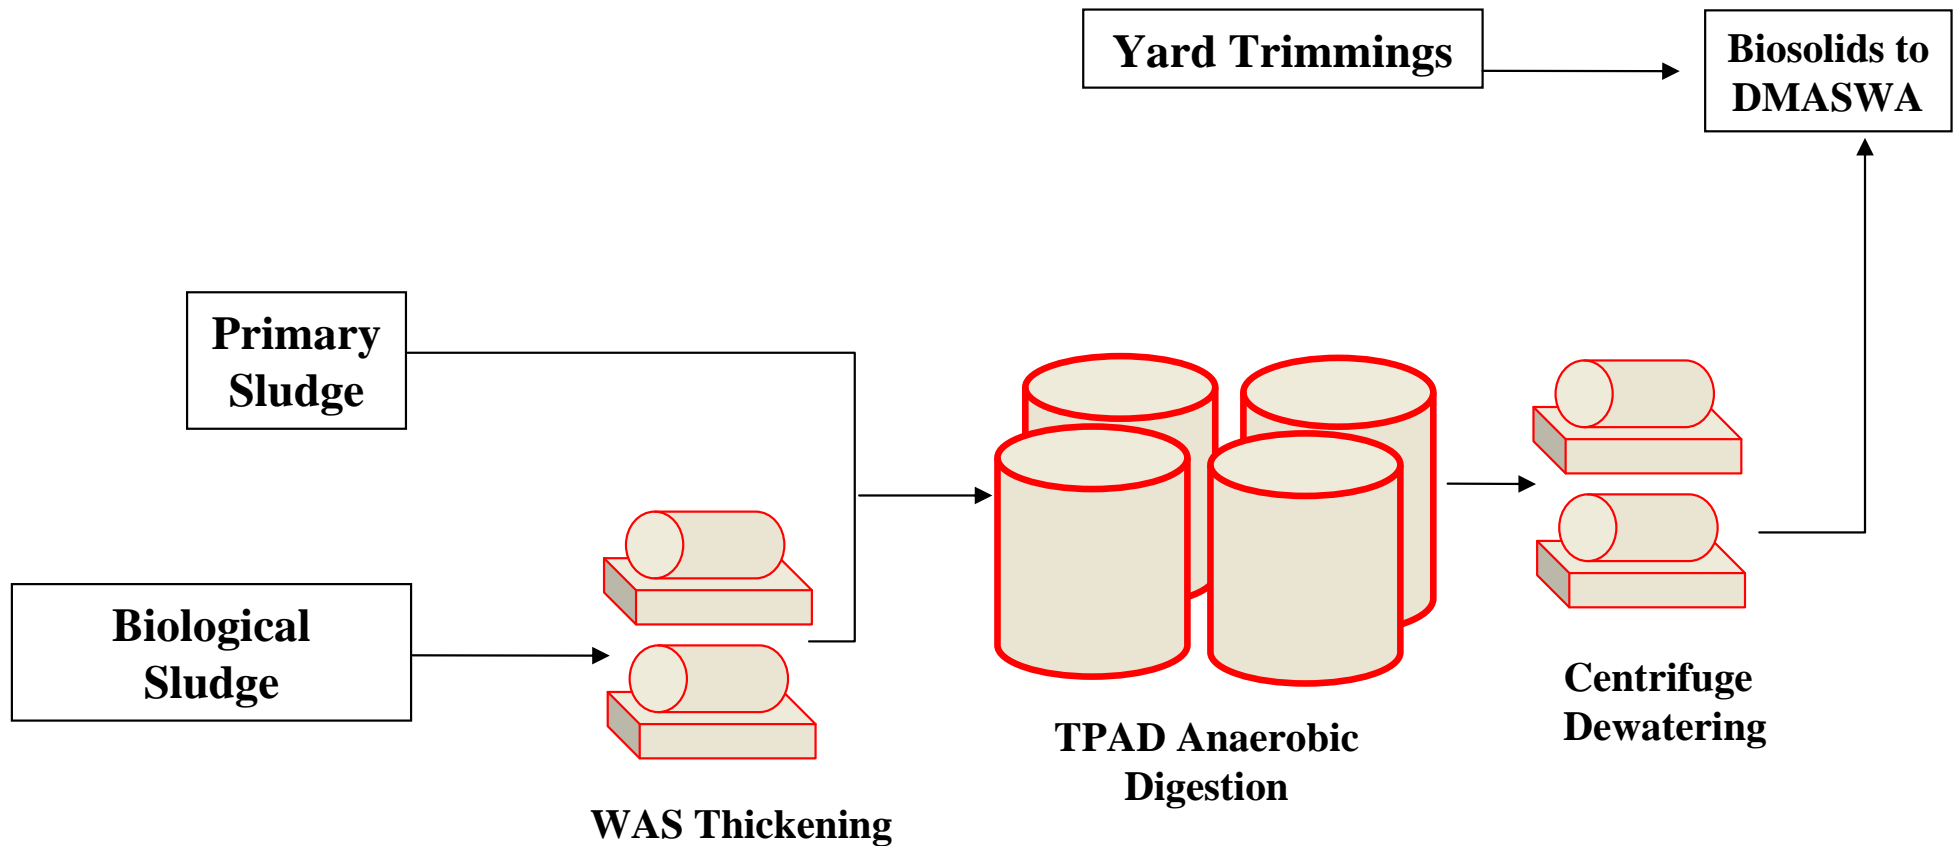 Yard Trimmings
Biosolids to
DMASWA
Primary
Sludge
Biological
Sludge
WAS Thickening
TPAD Anaerobic
Digestion
Centrifuge
Dewatering